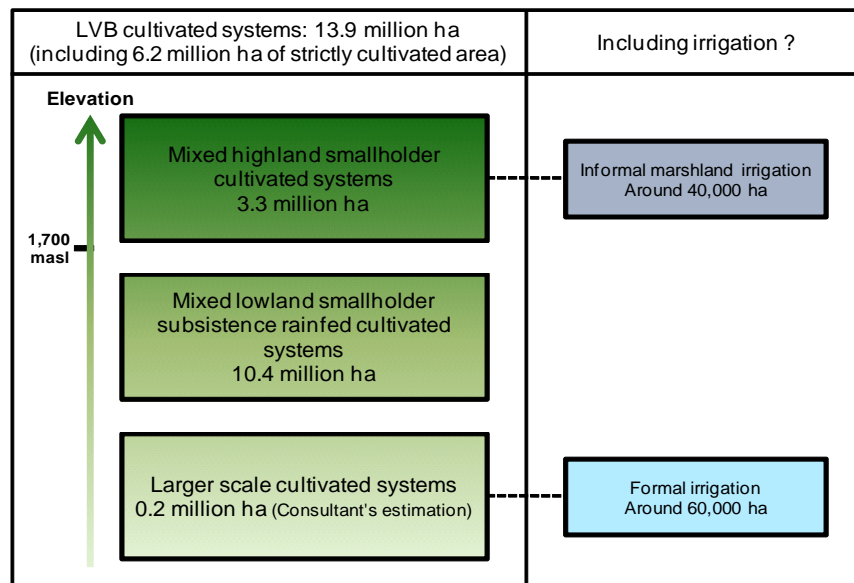 LVB cultivated systems: 13.9 million ha
(including 6.2 million ha of strictly cultivated area)
Including irrigation ?
Elevation
Mixed highland smallholder
cultivated systems
3.3 million ha
Informal marshland irrigation
Around 40,000 ha
1,700
masl
Mixed lowland smallholder
subsistence rainfed cultivated
systems
10.4 million ha
Larger scale cultivated systems
0.2 million ha (Consultant's estimation)
Formal irrigation
Around 60,000 ha